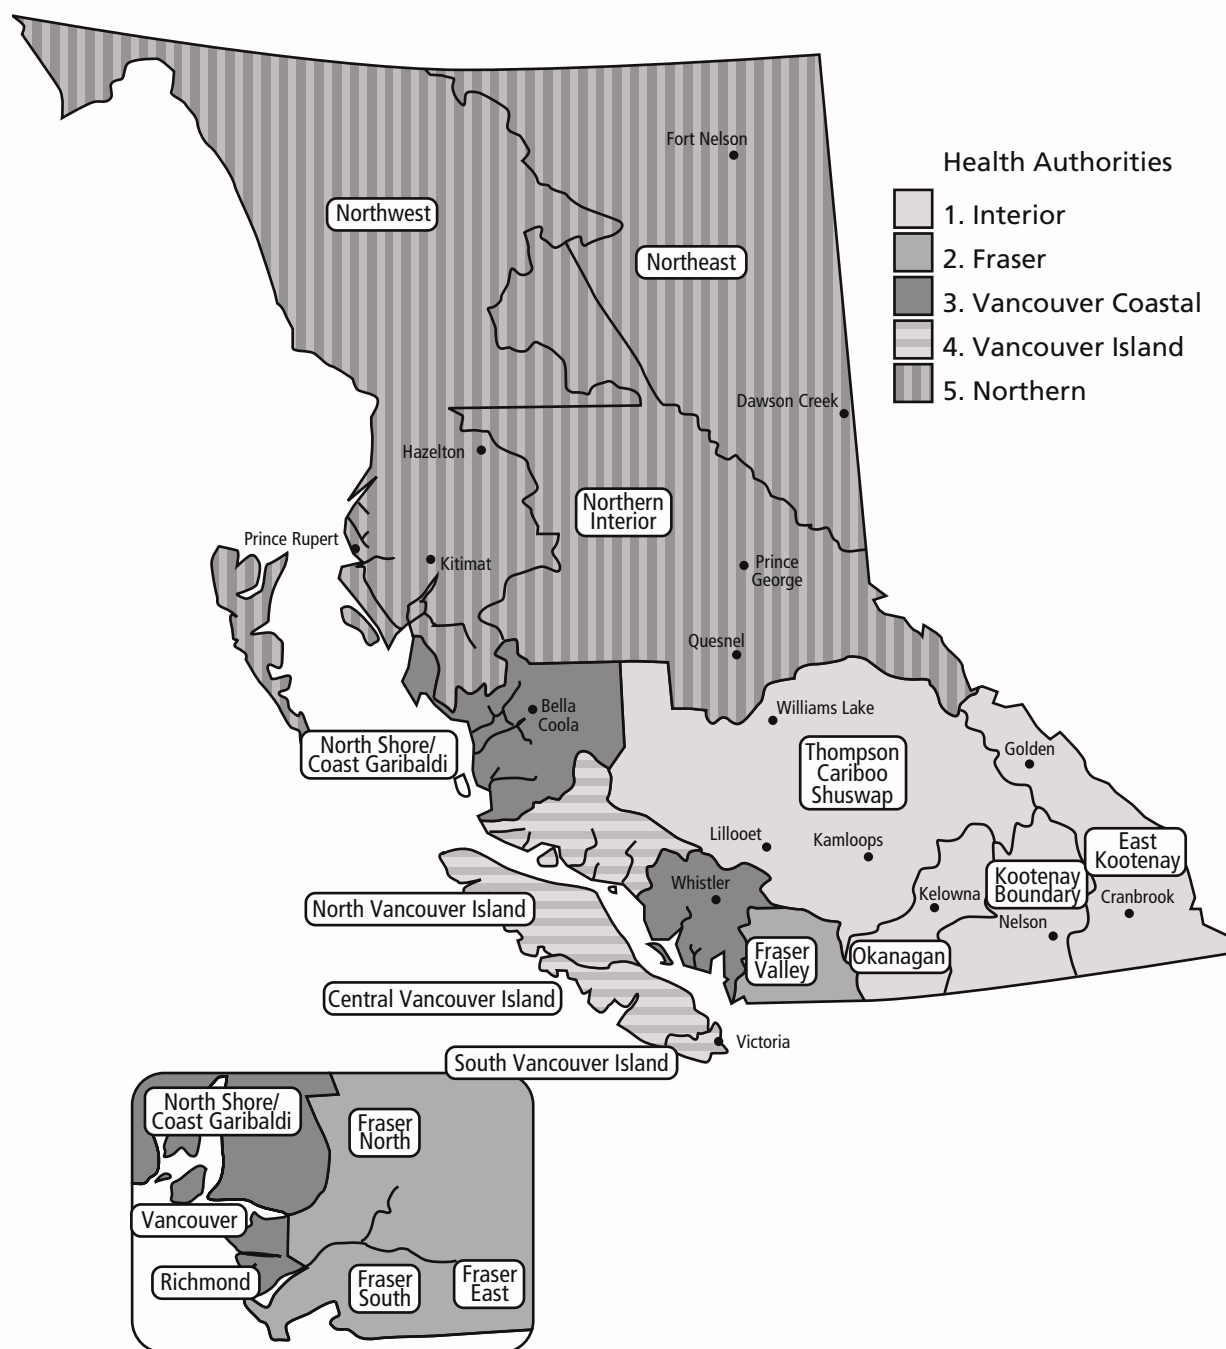 Fort Nelson
Health Authorities
1. Interior
2. Fraser
3. Vancouver Coastal
4. Vancouver Island
5. Northern
Northwest
Northeast
Dawson Creek
Hazelton
Northern
Interior
Prince Rupert
Kitimat
Prince
George
Quesnel
Bella
Coola
Williams Lake
North Shore/
Coast Garibaldi
Thompson
Cariboo
Shuswap
Golden
Lillooet
Kamloops
East
Kootenay
Whistler
Kelowna
Kootenay
Boundary
Cranbrook
North Vancouver Island
Nelson
Fraser
Valley
Okanagan
Central Vancouver Island
Victoria
South Vancouver Island
North Shore/
Coast Garibaldi
Fraser
North
Vancouver
Richmond
Fraser
South
Fraser
East